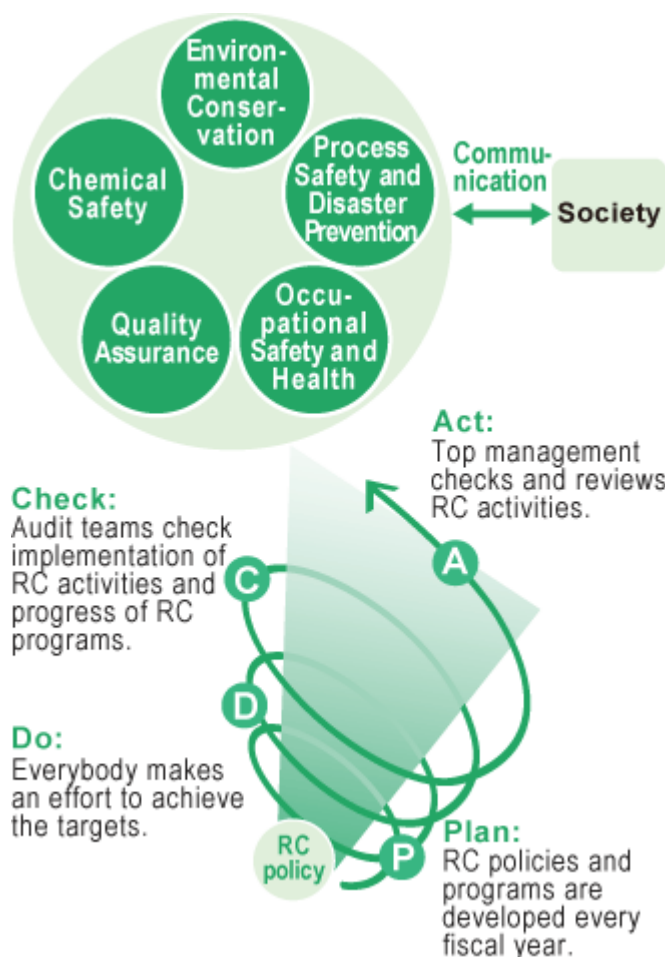 Environ-
mental
Conser-
vation
Chemical
Safety
Process
Safety and
Disaster
Prevention
Quality
Assurance
Occu-
pational
Safety and
Health
Commu-
nication
Society
Act:
Top management
checks and reviews
RC activities.
Check:
Audit teams check
implementation of
RC activities and
progress of RC
programs.
A
C
D
Do:
Everybody makes
an effort to achieve
the targets.
RC
policy
P
Plan:
RC policies and
programs are
developed every
fiscal year.